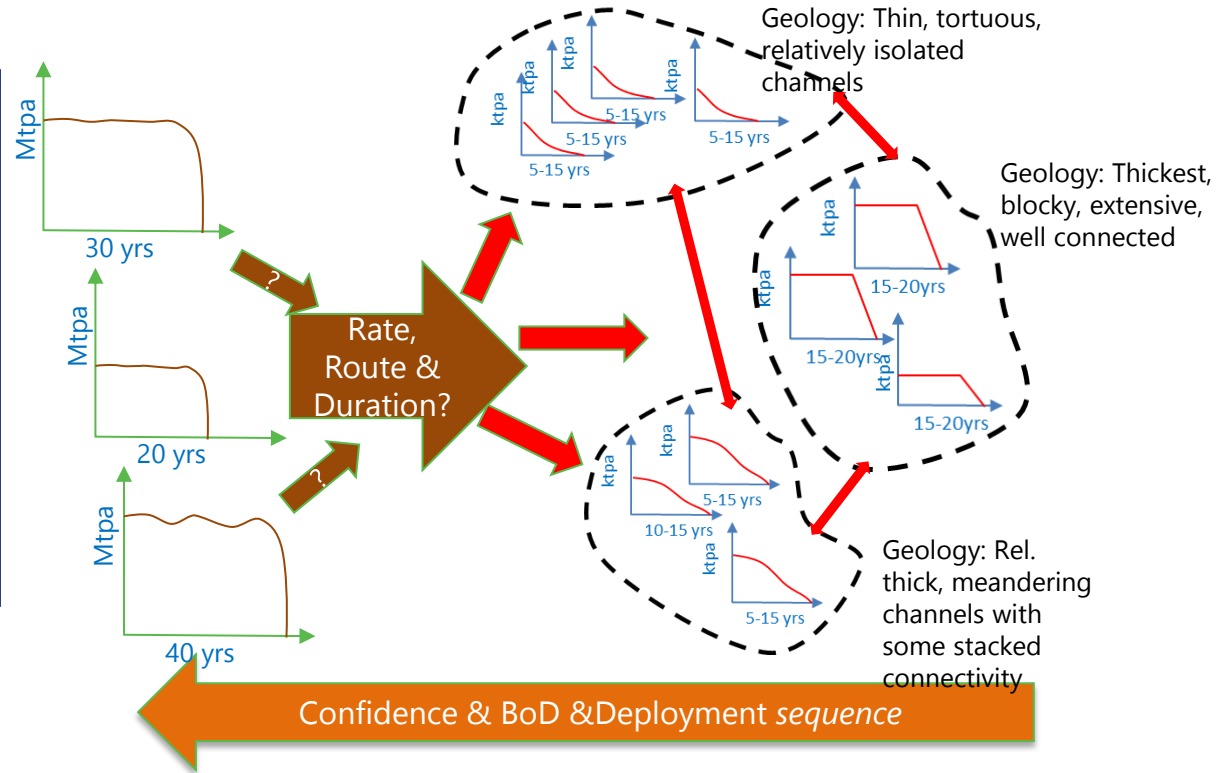 Mtpa
30 yrs
Mtpa
20 yrs
Mtpa
40 yrs
?
?
Rate,
Route &
Duration?
Geology: Thin, tortuous,
relatively isolated
channels
ktpa
5-15 yrs
ktpa
5-15 yrs
ktpa
5-15 yrs
ktpa
5-15 yrs
Geology: Thickest,
blocky, extensive,
well connected
ktpa
15-20yrs
ktpa
15-20yrs
ktpa
15-20yrs
ktpa
5-15 yrs
ktpa
10-15 yrs
ktpa
5-15 yrs
Geology: Rel.
thick, meandering
channels with
some stacked
connectivity
Confidence & BoD &Deployment sequence